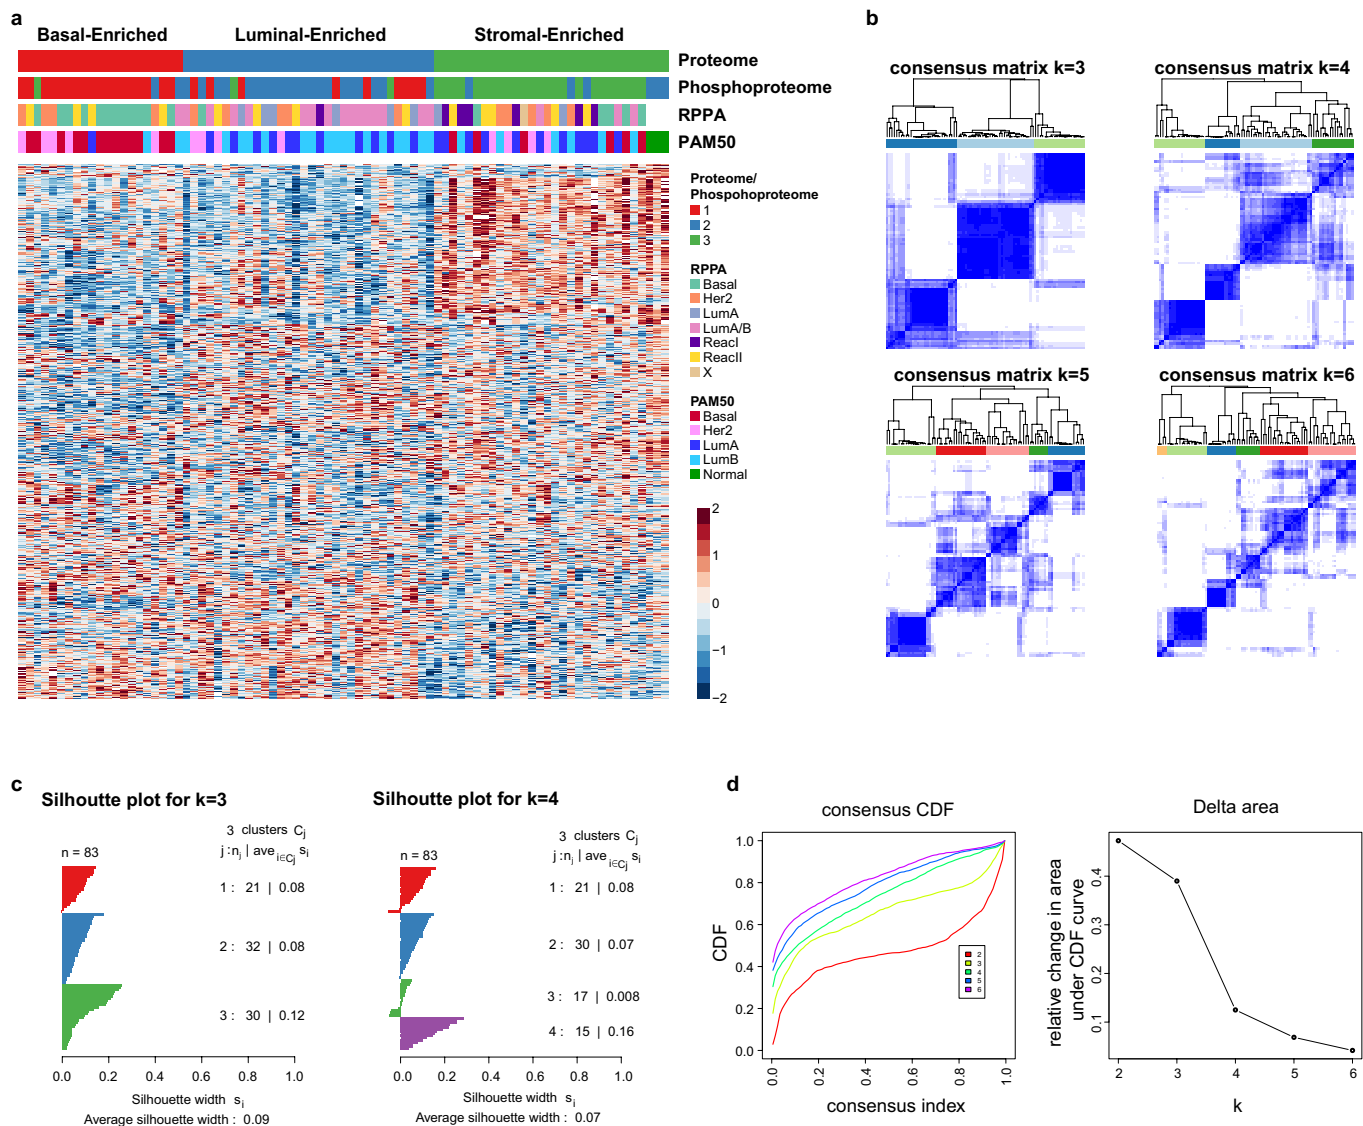 a
Basal-Enriched Luminal-Enriched Stromal-Enriched
Proteome
Phosphoproteome
RPPA
PAM50
Proteome/
Phospohoproteome
1
2
3
RPPA
Basal
Her2
LumA
LumA/B
ReacI
ReacII
X
PAM50
Basal
Her2
LumA
LumB
Normal
2
1
0
−1
−2
b
consensus matrix k=3
consensus matrix k=4
consensus matrix k=5
consensus matrix k=6
c
Silhoutte plot for k=3
n = 83
3 clusters Cj
j : nj | ave i∈Cj si
1 : 21 | 0.08
2 : 32 | 0.08
3 : 30 | 0.12
0.0 0.2 0.4 0.6 0.8 1.0
Silhouette width si
Average silhouette width : 0.09
Silhoutte plot for k=4
n = 83
3 clusters Cj
j : nj | ave i∈Cj si
1 : 21 | 0.08
2 : 30 | 0.07
3 : 17 | 0.008
4 : 15 | 0.16
0.0 0.2 0.4 0.6 0.8 1.0
Silhouette width si
Average silhouette width : 0.07
d
consensus CDF
CDF
1.0
0.8
0.6
0.4
0.2
0.0
2
3
4
5
6
0.0 0.2 0.4 0.6 0.8 1.0
consensus index
Delta area
relative change in area
under CDF curve
0.4
0.3
0.2
0.1
2 3 4 5 6
k